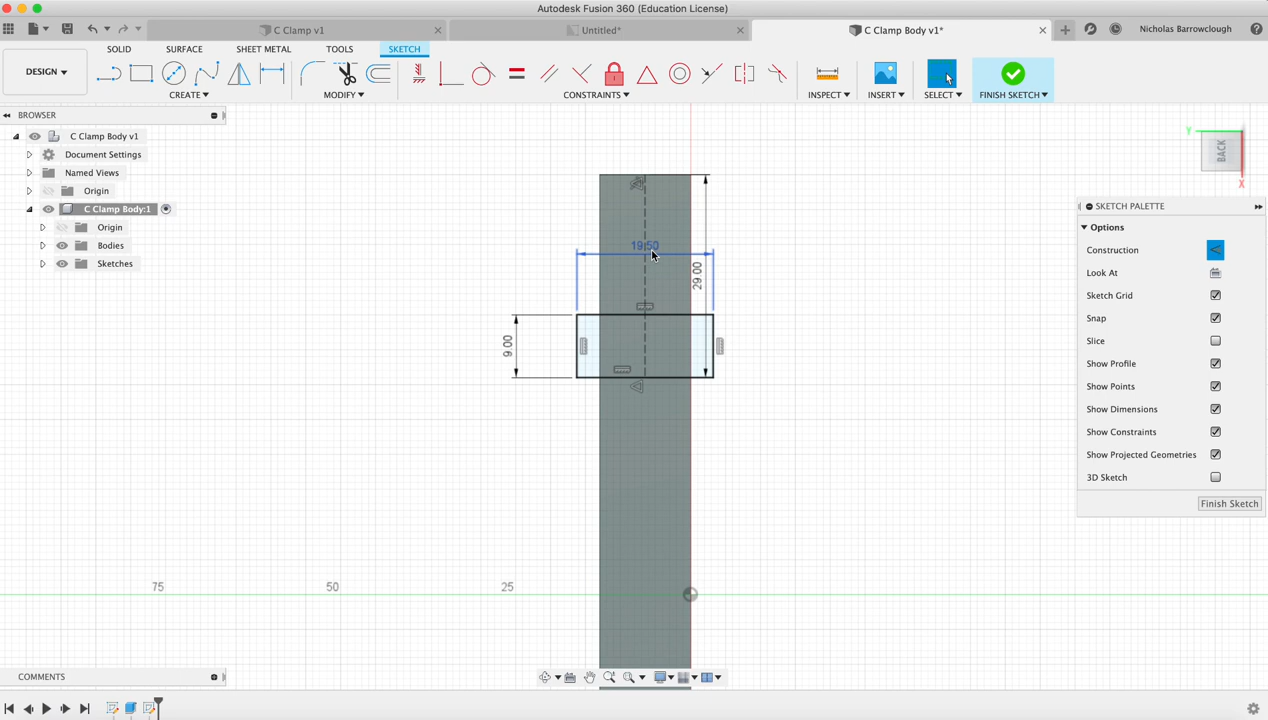 Autodesk Fusion 360 (Education License)
C Clamp v1
Untitled*
C Clamp Body v1*
Nicholas Barrowclough
SOLID
SURFACE
SHEET METAL
TOOLS
SKETCH
DESIGN
CREATE
MODIFY
CONSTRAINTS
INSPECT
INSERT
SELECT
FINISH SKETCH
BROWSER
C Clamp Body v1
Document Settings
Named Views
Origin
C Clamp Body:1
Origin
Bodies
Sketches
Y
BACK
X
SKETCH PALETTE
Options
Construction
Look At
Sketch Grid
Snap
Slice
Show Profile
Show Points
Show Dimensions
Show Constraints
Show Projected Geometries
3D Sketch
Finish Sketch
19.50
29.00
9.00
75
50
25
COMMENTS